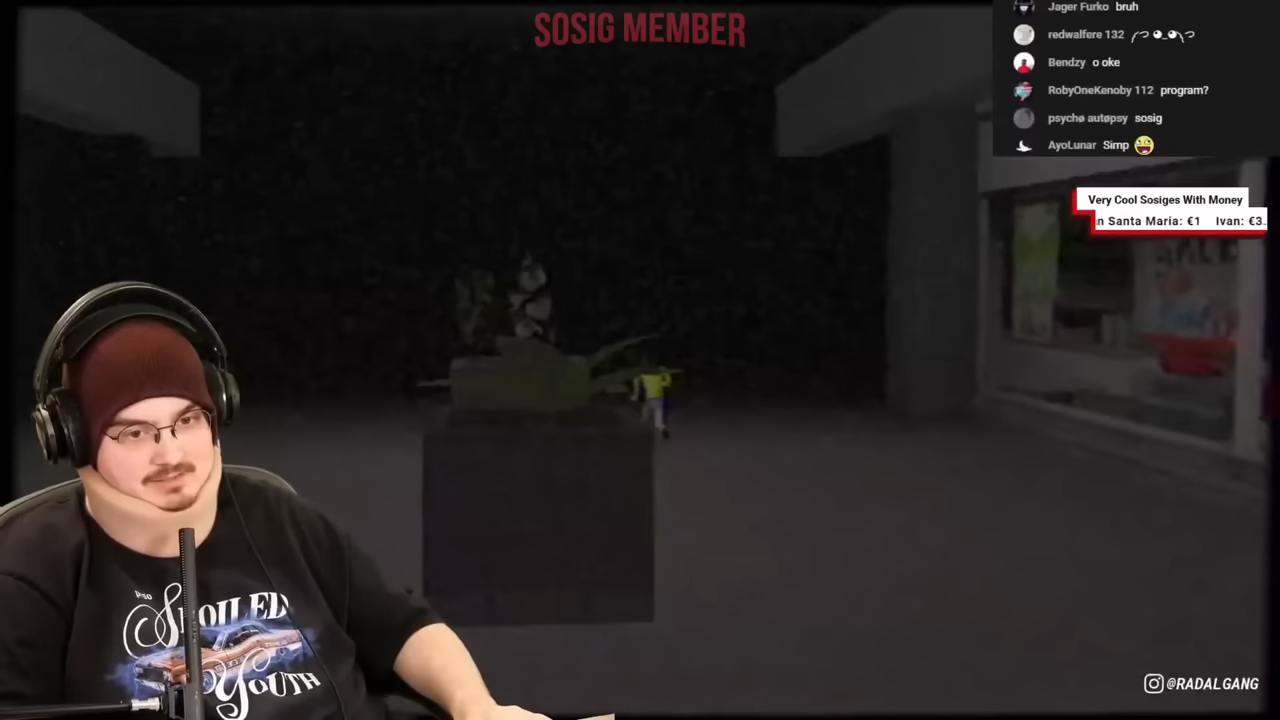 SOSIG MEMBER
Jager Furko bruh
redwalfere 132
Bendzy o oke
RobyOneKenoby 112 program?
psychø autøpsy sosig
AyoLunar Simp
Very Cool Sosiges With Money
n Santa Maria: €1 Ivan: €3.
SPOILED
YOUTH
@RADALGANG